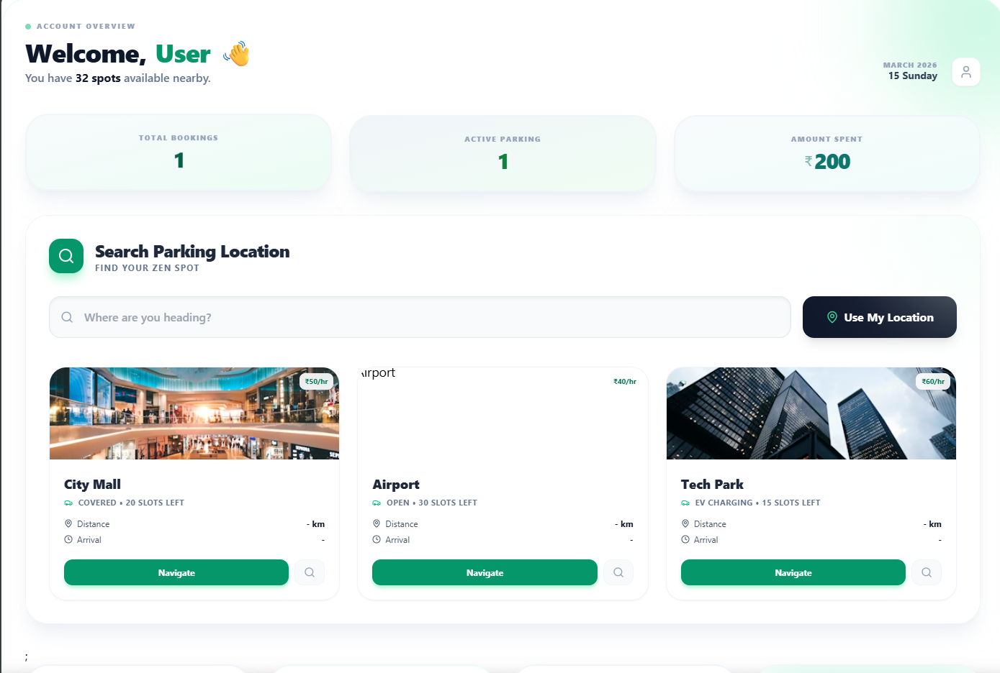 ACCOUNT OVERVIEW
Welcome, User 👋
You have 32 spots available nearby.
MARCH 2026
15 Sunday
TOTAL BOOKINGS
1
ACTIVE PARKING
1
AMOUNT SPENT
₹200
Search Parking Location
FIND YOUR ZEN SPOT
Where are you heading?
Use My Location
₹50/hr
SEPHORA
City Mall
COVERED • 20 SLOTS LEFT
Distance - km
Arrival -
Navigate
Airport
₹40/hr
Airport
OPEN • 30 SLOTS LEFT
Distance - km
Arrival -
Navigate
₹60/hr
Tech Park
EV CHARGING • 15 SLOTS LEFT
Distance - km
Arrival -
Navigate
;